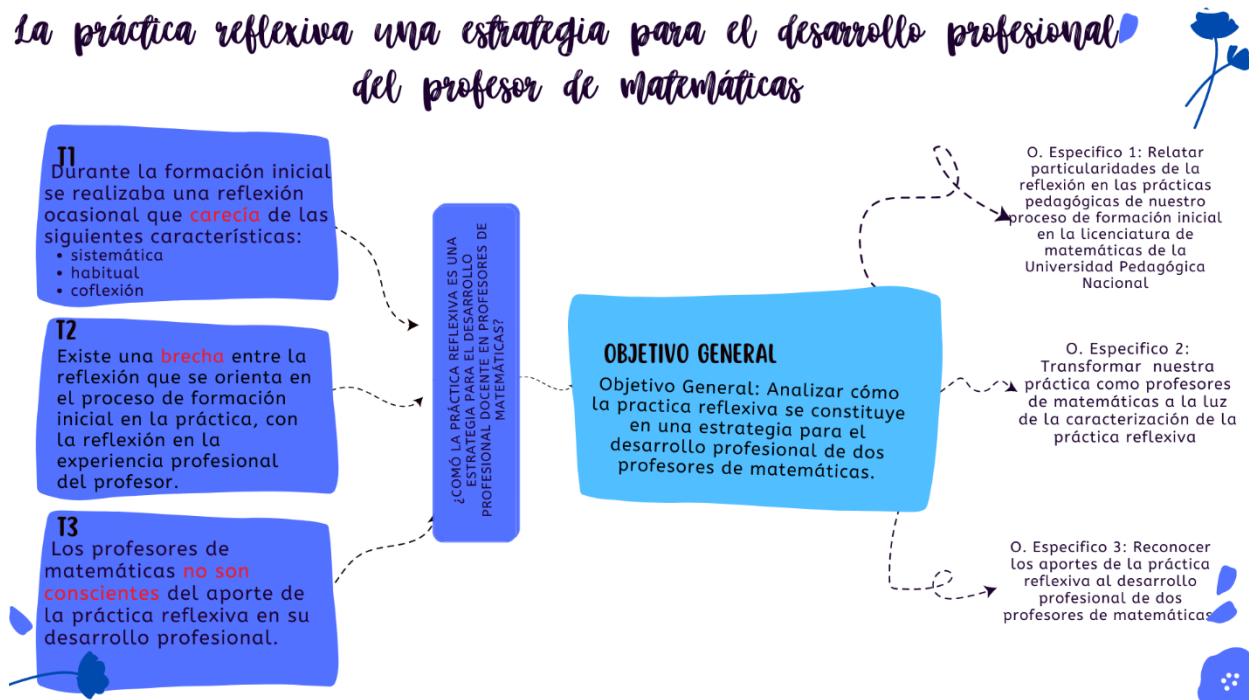 La práctica reflexiva una estrategia para el desarrollo profesional
del profesor de matemáticas
T1
Durante la formación inicial
se realizaba una reflexión
ocasional que carecía de las
siguientes características:
• sistemática
• habitual
• coflexión
T2
Existe una brecha entre la
reflexión que se orienta en
el proceso de formación
inicial en la práctica, con
la reflexión en la
experiencia profesional
del profesor.
T3
Los profesores de
matemáticas no son
conscientes del aporte de
la práctica reflexiva en su
desarrollo profesional.
¿COMÓ LA PRÁCTICA REFLEXIVA ES UNA
ESTRATEGIA PARA EL DESARROLLO
PROFESIONAL DOCENTE EN PROFESORES DE
MATEMÁTICAS?
OBJETIVO GENERAL
Objetivo General: Analizar cómo
la practica reflexiva se constituye
en una estrategia para el
desarrollo profesional de dos
profesores de matemáticas.
O. Especifico 1: Relatar
particularidades de la
reflexión en las prácticas
pedagógicas de nuestro
proceso de formación inicial
en la licenciatura de
matemáticas de la
Universidad Pedagógica
Nacional
O. Especifico 2:
Transformar nuestra
práctica como profesores
de matemáticas a la luz
de la caracterización de la
práctica reflexiva
O. Especifico 3: Reconocer
los aportes de la práctica
reflexiva al desarrollo
profesional de dos
profesores de matemáticas